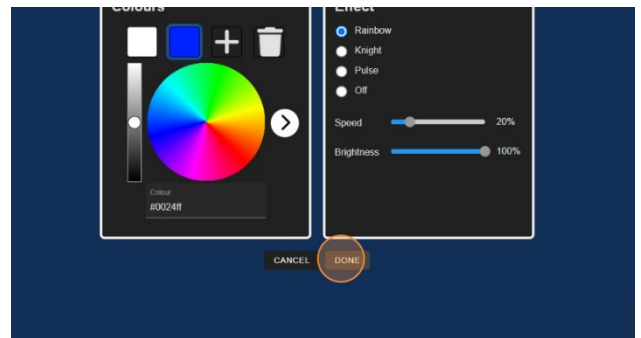 Colours
Colour
#0024ff
Effect
Rainbow
Knight
Pulse
Off
Speed 20%
Brightness 100%
CANCEL DONE